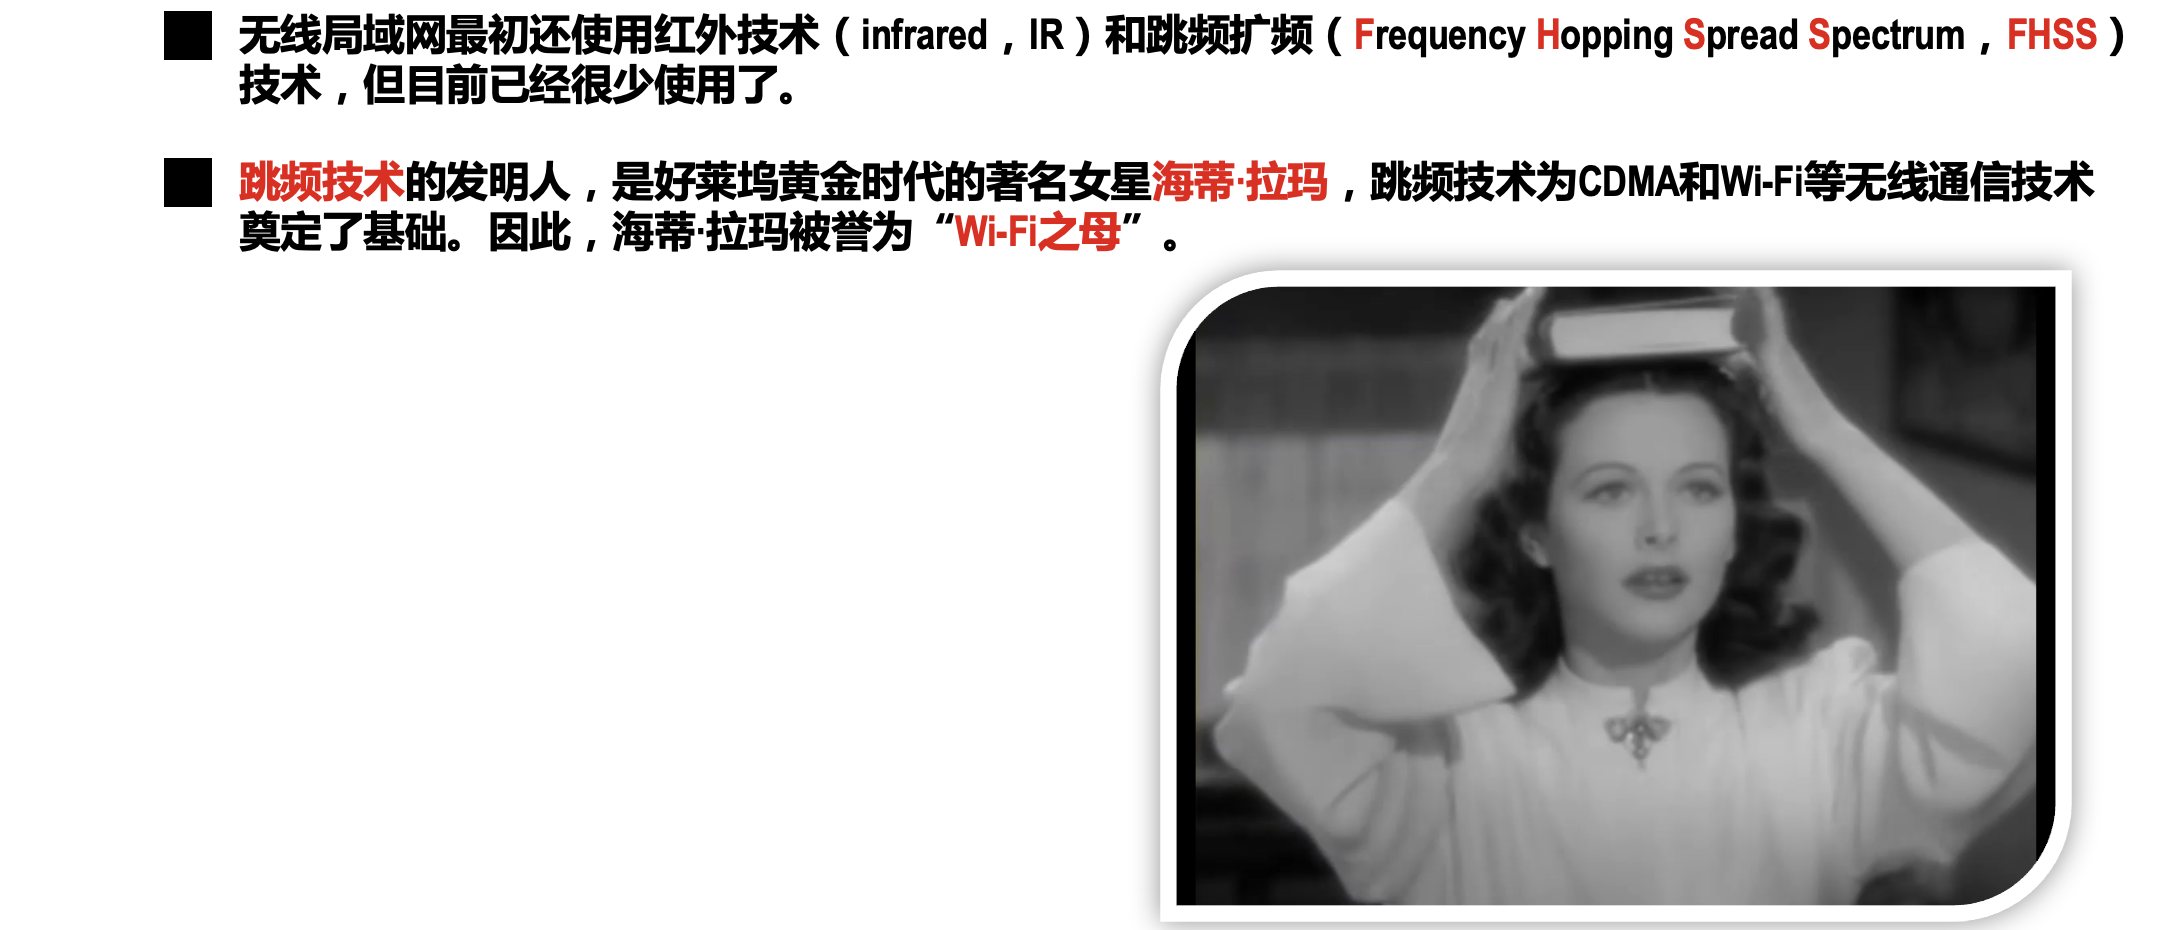 无线局域网最初还使用红外技术（infrared，IR）和跳频扩频（Frequency Hopping Spread Spectrum，FHSS）
技术，但目前已经很少使用了。
跳频技术的发明人，是好莱坞黄金时代的著名女星海蒂·拉玛，跳频技术为CDMA和Wi-Fi等无线通信技术
奠定了基础。因此，海蒂·拉玛被誉为“Wi-Fi之母”。